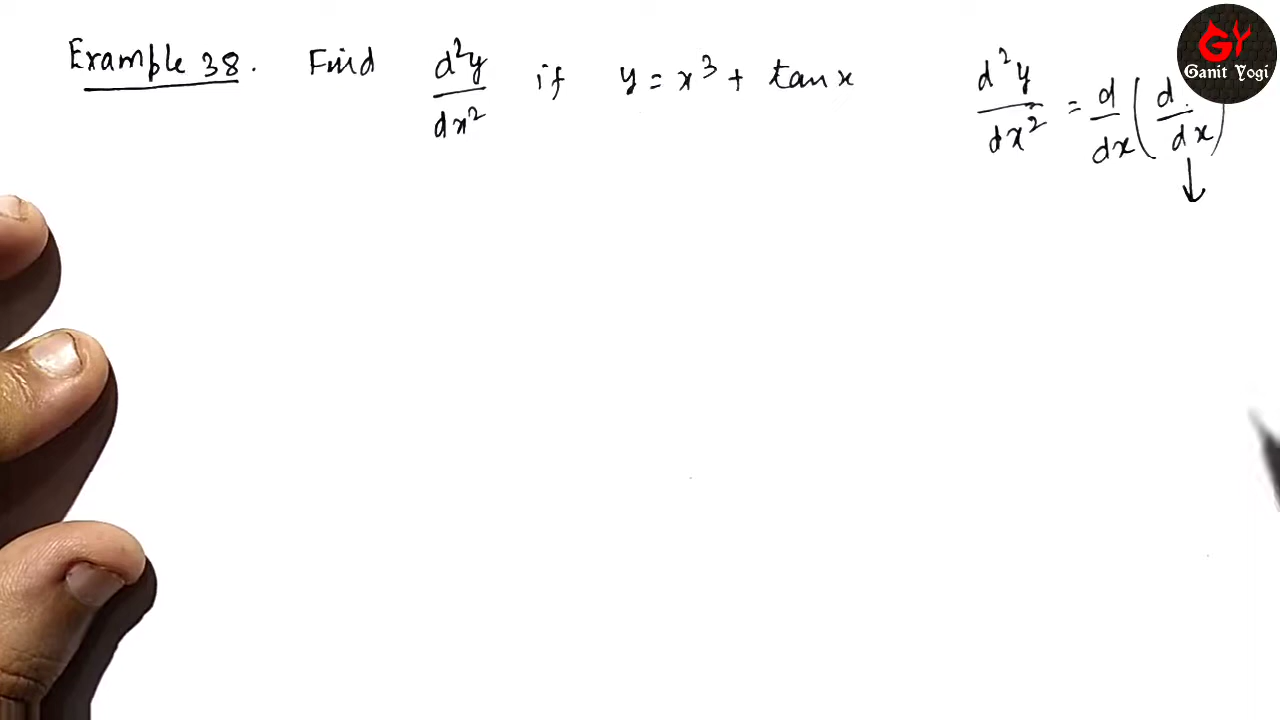 Example 38. Find d²y/dx² if y = x³ + tan x
d²y/dx² = d/dx (d /dx)
GY
Ganit Yogi